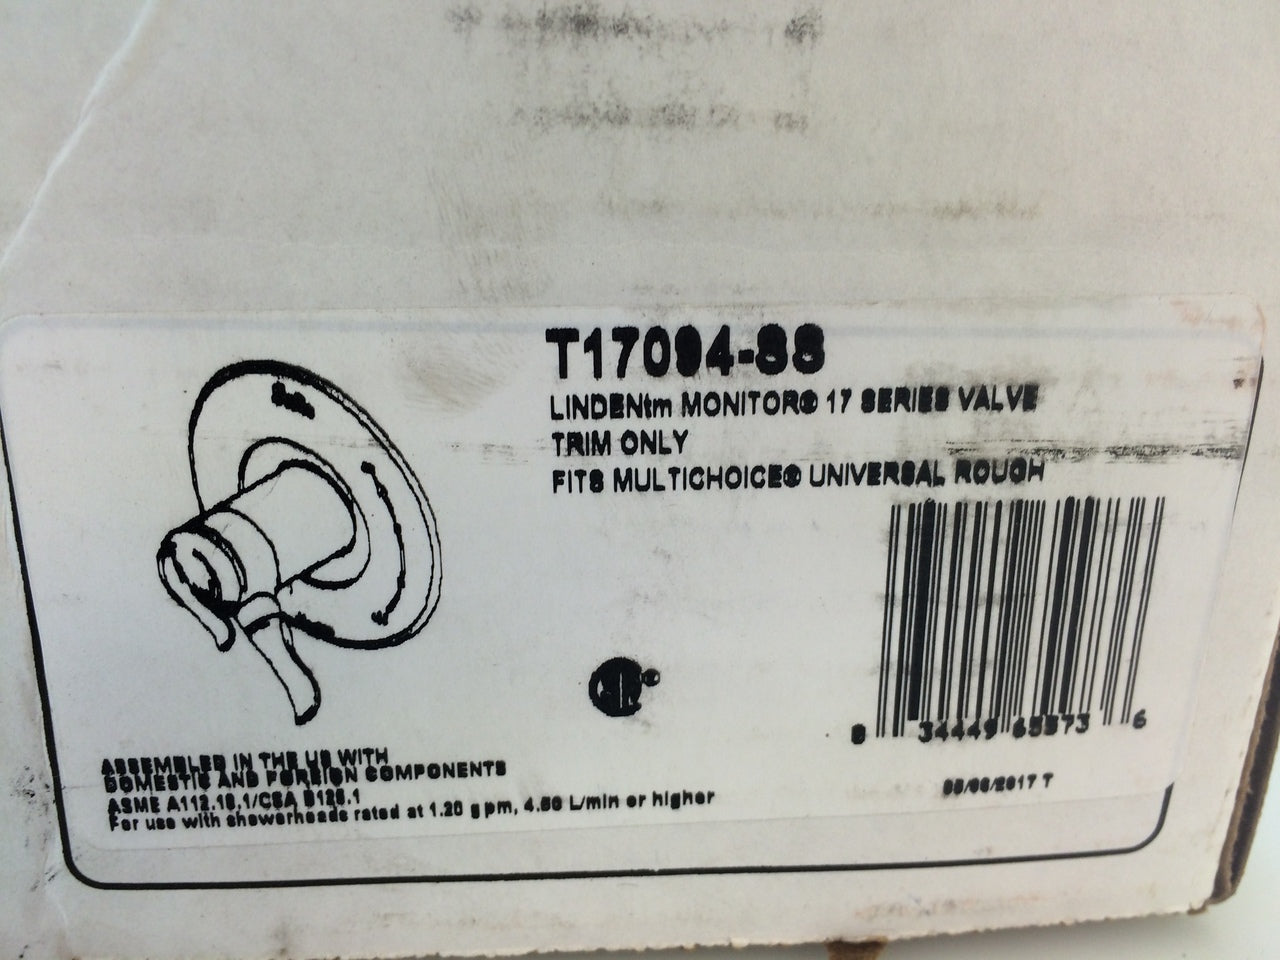 T17094-SS
LINDENtm MONITOR® 17 SERIES VALVE
TRIM ONLY
FITS MULTICHOICE® UNIVERSAL ROUGH
34449
6
ASSEMBLED IN THE US WITH
DOMESTIC AND FOREIGN COMPONENTS
ASME A112.18.1/CSA B125.1
For use with showerheads rated at 1.20 gpm, 4.50 L/min or higher